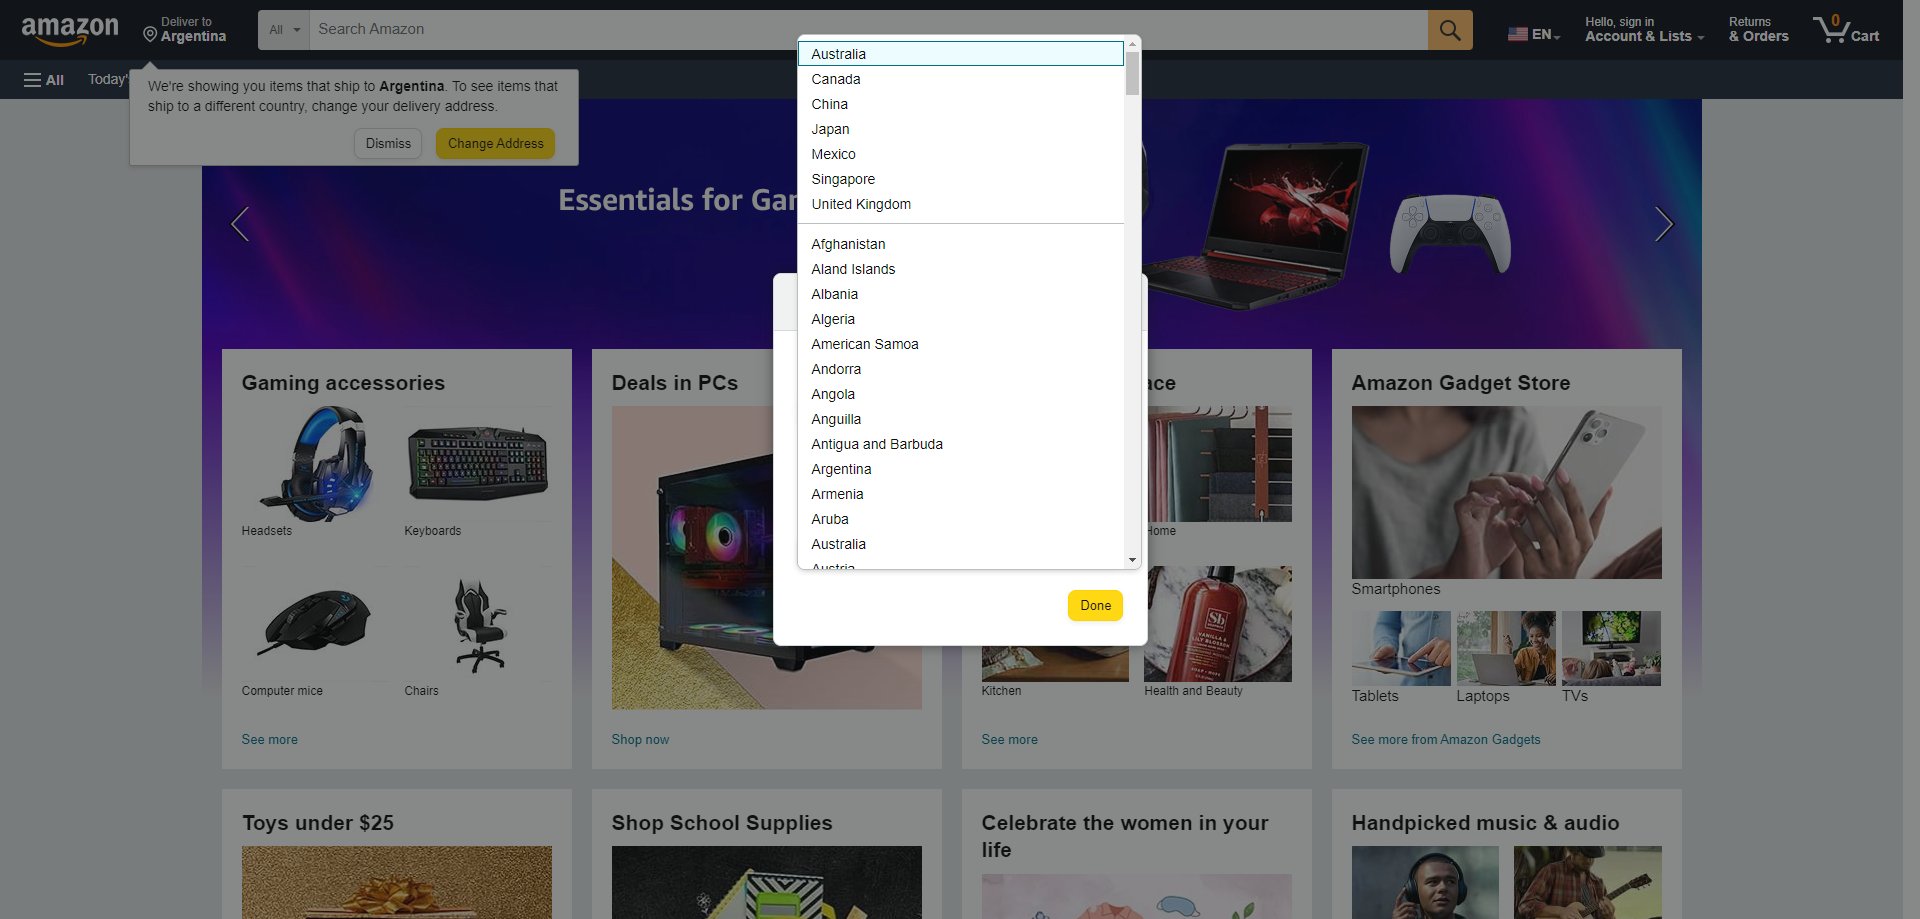 amazon
Deliver to
Argentina
All
Search Amazon
EN
Hello, sign in
Account & Lists
Returns
& Orders
0
Cart
All
Today's
We're showing you items that ship to Argentina. To see items that
ship to a different country, change your delivery address.
Dismiss
Change Address
Australia
Canada
China
Japan
Mexico
Singapore
United Kingdom
Afghanistan
Aland Islands
Albania
Algeria
American Samoa
Andorra
Angola
Anguilla
Antigua and Barbuda
Argentina
Armenia
Aruba
Australia
Austria
Done
Essentials for Gam
Gaming accessories
Headsets
Keyboards
Computer mice
Chairs
See more
Deals in PCs
Shop now
ace
Home
Sb
VANILLA &
LILY BLOSSOM
Kitchen
Health and Beauty
See more
Amazon Gadget Store
Smartphones
Tablets
Laptops
TVs
See more from Amazon Gadgets
Toys under $25
Shop School Supplies
Celebrate the women in your
life
Handpicked music & audio